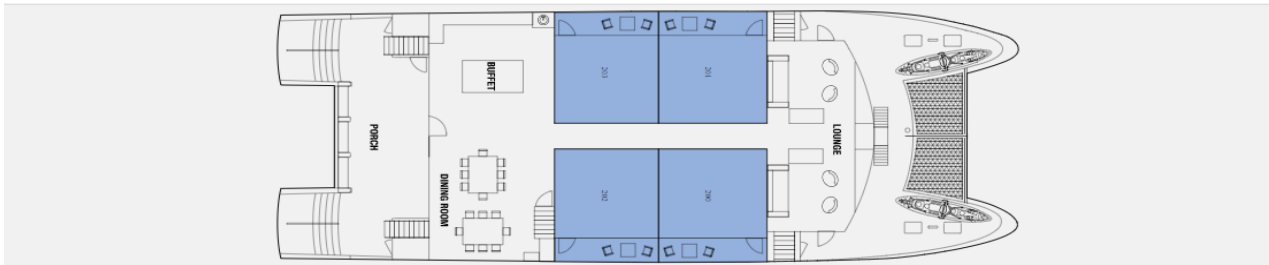 BUFFET
203
201
PORCH
LOUNGE
DINING ROOM
202
200